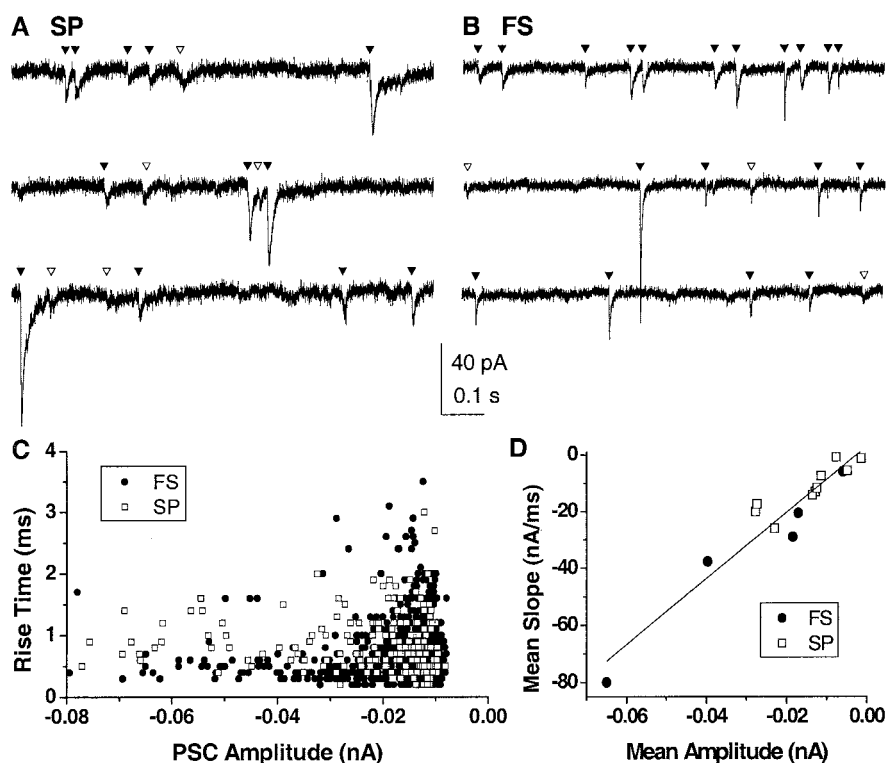 A SP
B FS
40 pA
0.1 s
C
4
3
2
1
0
Rise Time (ms)
FS
SP
-0.08
-0.06
-0.04
-0.02
0.00
PSC Amplitude (nA)
D
0
-20
-40
-60
-80
Mean Slope (nA/ms)
FS
SP
-0.06
-0.04
-0.02
0.00
Mean Amplitude (nA)